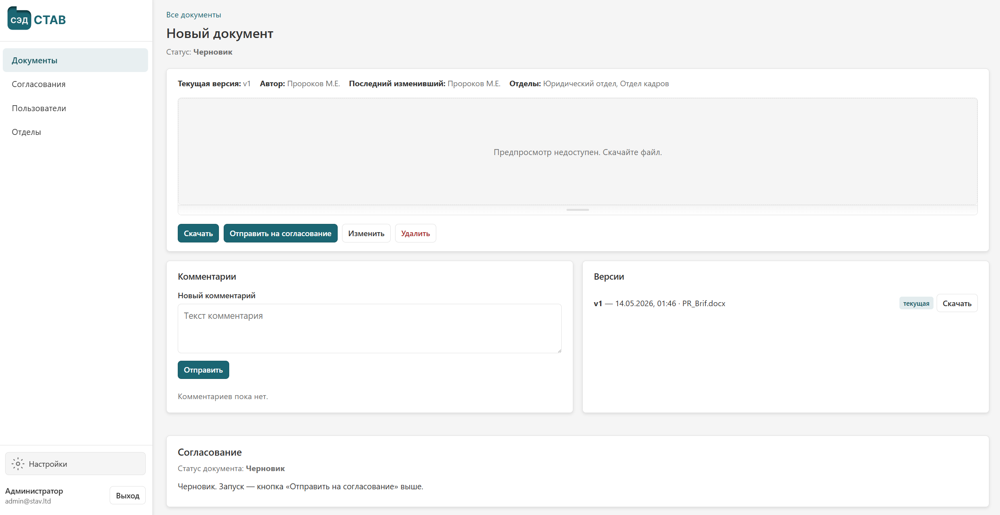 СЭД СТАВ
Документы
Согласования
Пользователи
Отделы
Настройки
Администратор
admin@stav.ltd
Выход
Все документы
Новый документ
Статус: Черновик
Текущая версия: v1 Автор: Пророков М.Е. Последний изменивший: Пророков М.Е. Отделы: Юридический отдел, Отдел кадров
Предпросмотр недоступен. Скачайте файл.
Скачать Отправить на согласование Изменить Удалить
Комментарии
Новый комментарий
Текст комментария
Отправить
Комментариев пока нет.
Версии
v1 — 14.05.2026, 01:46 · PR_Brif.docx текущая Скачать
Согласование
Статус документа: Черновик
Черновик. Запуск — кнопка «Отправить на согласование» выше.